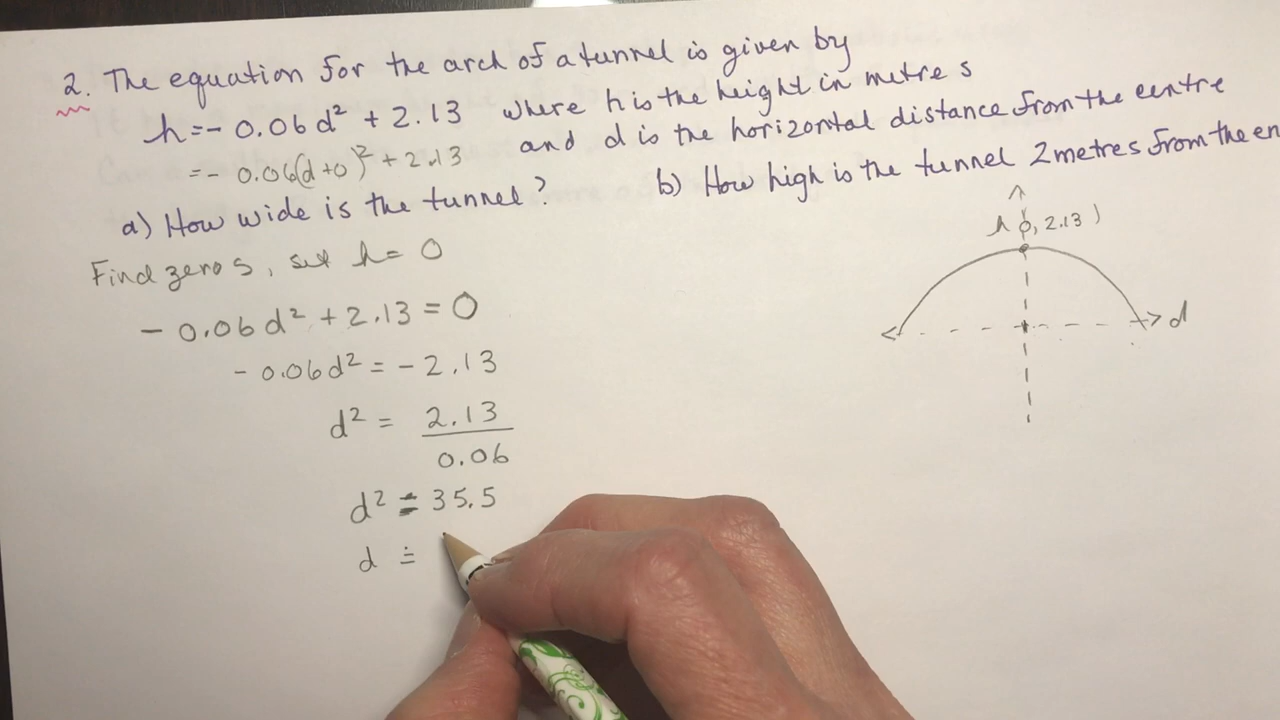 2. The equation for the arch of a tunnel is given by
h = - 0.06 d² + 2.13 where h is the height in metres
= - 0.06(d + 0)² + 2.13 and d is the horizontal distance from the centre
a) How wide is the tunnel? b) How high is the tunnel 2 metres from the en
Find zeros, set h = 0
- 0.06d² + 2.13 = 0
- 0.06d² = - 2.13
d² = 2.13
0.06
d² = 35.5
d ≐
h (0, 2.13)
d